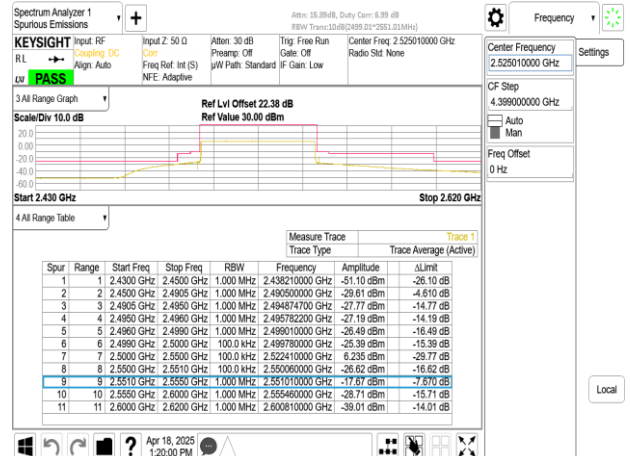 Spectrum Analyzer 1
Spurious Emissions
Attn: 15.39dB, Duty Corr: 6.99 dB
RBW Trans:10dB(2499.01~2551.01MHz)
Frequency
KEYSIGHT
RL
PASS
Input: RF
Coupling: DC
Align: Auto
Input Z: 50 Ω
Corr
Freq Ref: Int (S)
NFE: Adaptive
Atten: 30 dB
Preamp: Off
µW Path: Standard
Trig: Free Run
Gate: Off
IF Gain: Low
Center Freq: 2.525010000 GHz
Radio Std: None
Center Frequency
2.525010000 GHz
Settings
CF Step
4.399000000 GHz
Auto
Man
Freq Offset
0 Hz
Local
3 All Range Graph
Scale/Div 10.0 dB
Ref Lvl Offset 22.38 dB
Ref Value 30.00 dBm
20.0
0.00
-20.0
-40.0
-60.0
Start 2.430 GHz
Stop 2.620 GHz
4 All Range Table
Measure Trace Trace 1
Trace Type Trace Average (Active)
Spur Range Start Freq Stop Freq RBW Frequency Amplitude ΔLimit
1 1 2.4300 GHz 2.4500 GHz 1.000 MHz 2.438210000 GHz -51.10 dBm -26.10 dB
2 2 2.4500 GHz 2.4905 GHz 1.000 MHz 2.490500000 GHz -29.61 dBm -4.610 dB
3 3 2.4905 GHz 2.4950 GHz 1.000 MHz 2.494874700 GHz -27.77 dBm -14.77 dB
4 4 2.4950 GHz 2.4960 GHz 1.000 MHz 2.495782200 GHz -27.19 dBm -14.19 dB
5 5 2.4960 GHz 2.4990 GHz 1.000 MHz 2.499010000 GHz -26.49 dBm -16.49 dB
6 6 2.4990 GHz 2.5000 GHz 100.0 kHz 2.499780000 GHz -25.39 dBm -15.39 dB
7 7 2.5000 GHz 2.5500 GHz 100.0 kHz 2.522410000 GHz 6.235 dBm -29.77 dB
8 8 2.5500 GHz 2.5510 GHz 100.0 kHz 2.550060000 GHz -26.62 dBm -16.62 dB
9 9 2.5510 GHz 2.5550 GHz 1.000 MHz 2.551010000 GHz -17.67 dBm -7.670 dB
10 10 2.5550 GHz 2.6000 GHz 1.000 MHz 2.555460000 GHz -28.71 dBm -15.71 dB
11 11 2.6000 GHz 2.6200 GHz 1.000 MHz 2.600810000 GHz -39.01 dBm -14.01 dB
Apr 18, 2025
1:20:00 PM